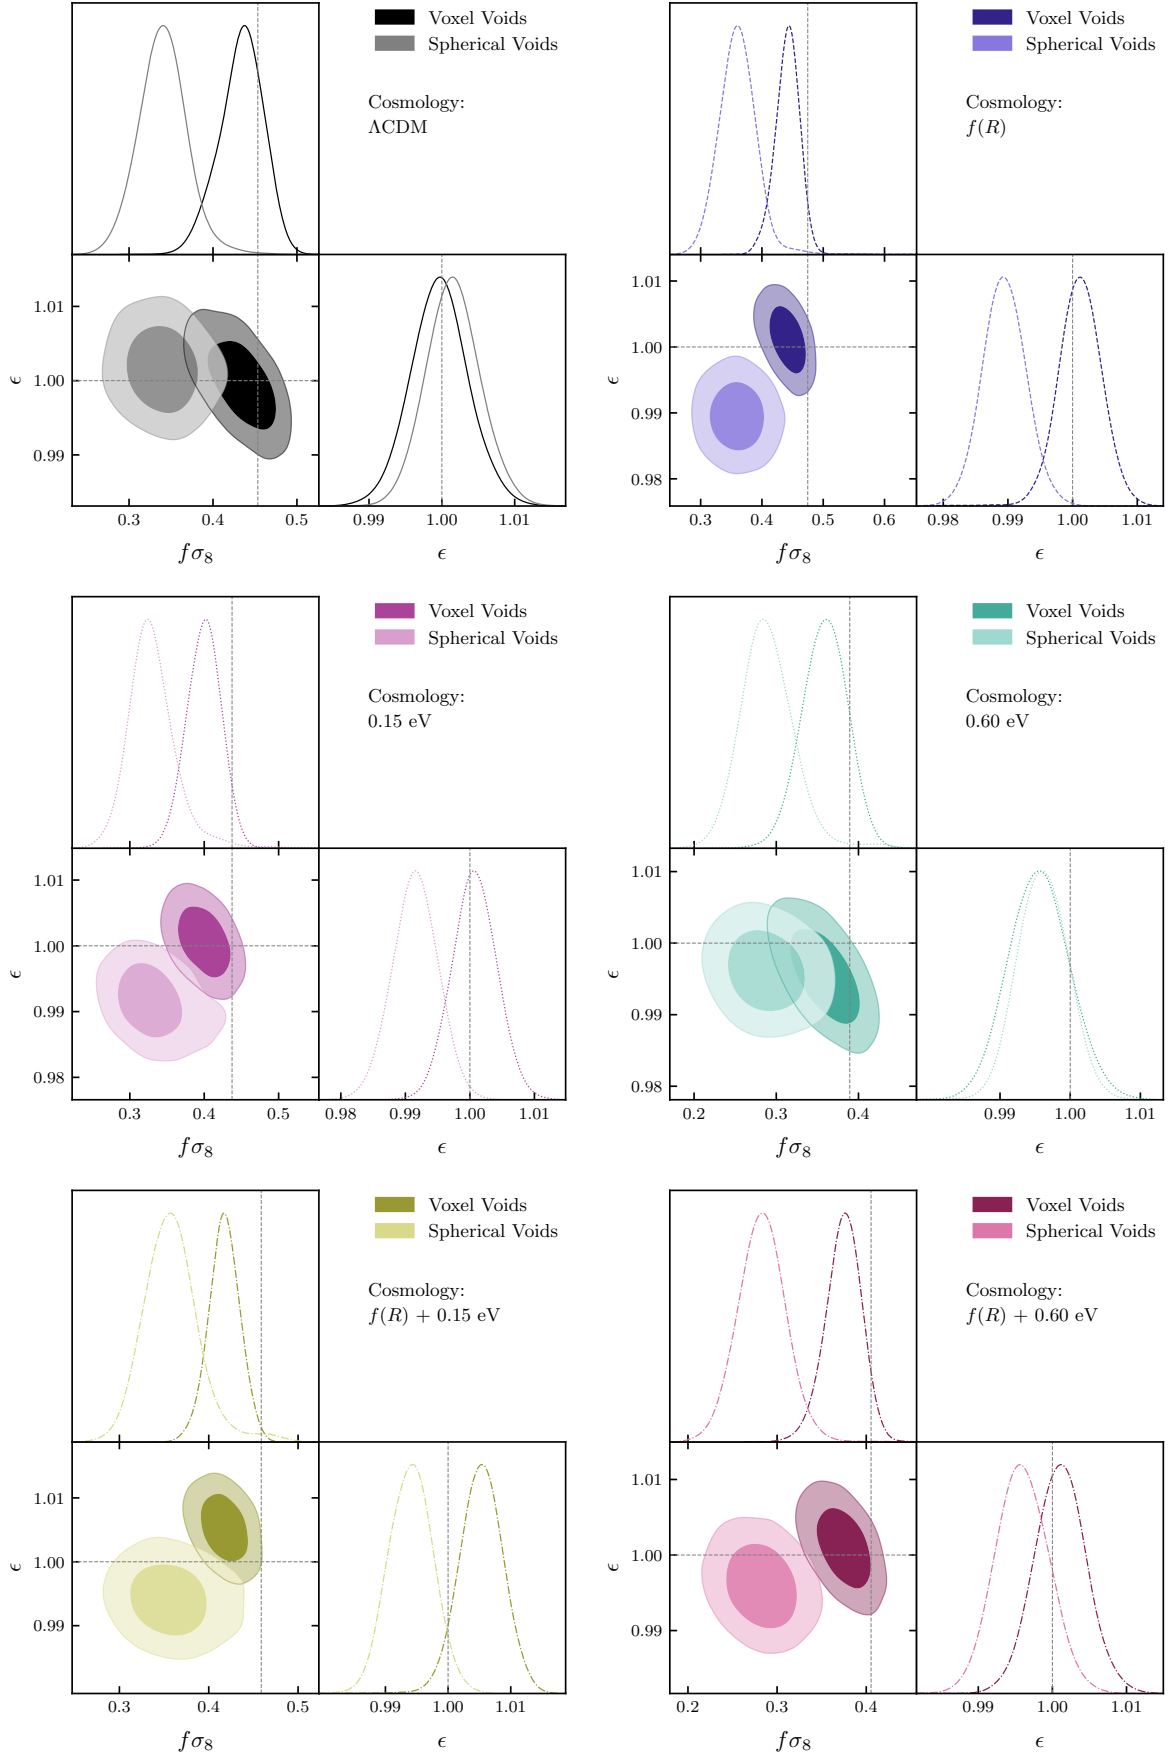 Voxel Voids
Spherical Voids
Cosmology:
ΛCDM
1.01
1.00
0.99
ϵ
0.3 0.4 0.5
fσ8
0.99 1.00 1.01
ϵ
Voxel Voids
Spherical Voids
Cosmology:
f(R)
1.01
1.00
0.99
0.98
ϵ
0.3 0.4 0.5 0.6
fσ8
0.98 0.99 1.00 1.01
ϵ
Voxel Voids
Spherical Voids
Cosmology:
0.15 eV
1.01
1.00
0.99
0.98
ϵ
0.3 0.4 0.5
fσ8
0.98 0.99 1.00 1.01
ϵ
Voxel Voids
Spherical Voids
Cosmology:
0.60 eV
1.01
1.00
0.99
0.98
ϵ
0.2 0.3 0.4
fσ8
0.99 1.00 1.01
ϵ
Voxel Voids
Spherical Voids
Cosmology:
f(R) + 0.15 eV
1.01
1.00
0.99
ϵ
0.3 0.4 0.5
fσ8
0.99 1.00 1.01
ϵ
Voxel Voids
Spherical Voids
Cosmology:
f(R) + 0.60 eV
1.01
1.00
0.99
ϵ
0.2 0.3 0.4
fσ8
0.99 1.00 1.01
ϵ